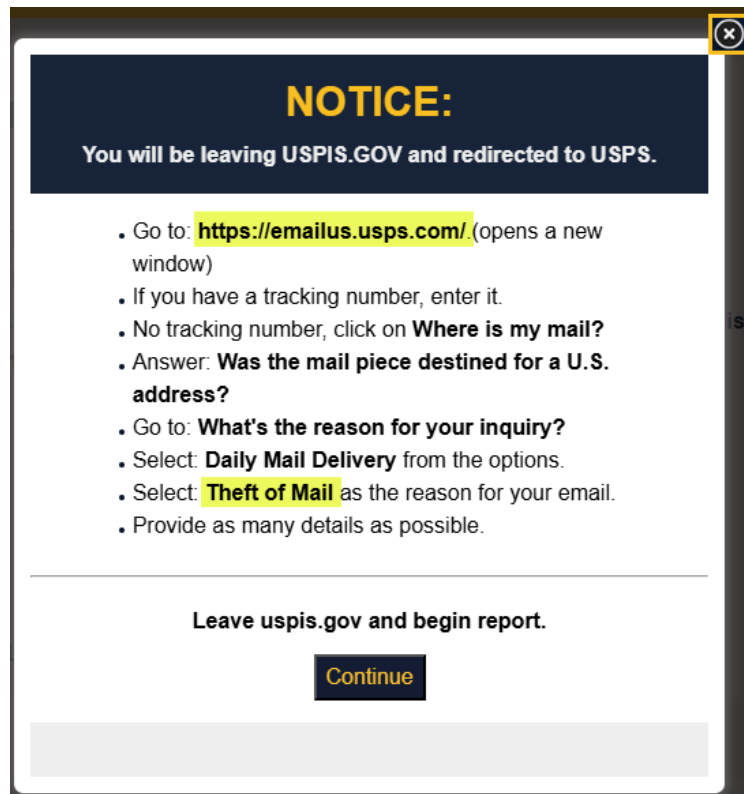 NOTICE:
You will be leaving USPIS.GOV and redirected to USPS.
• Go to: https://emailus.usps.com/.(opens a new
window)
• If you have a tracking number, enter it.
• No tracking number, click on Where is my mail?
• Answer: Was the mail piece destined for a U.S.
address?
• Go to: What's the reason for your inquiry?
• Select: Daily Mail Delivery from the options.
• Select: Theft of Mail as the reason for your email.
• Provide as many details as possible.
is
Leave uspis.gov and begin report.
Continue